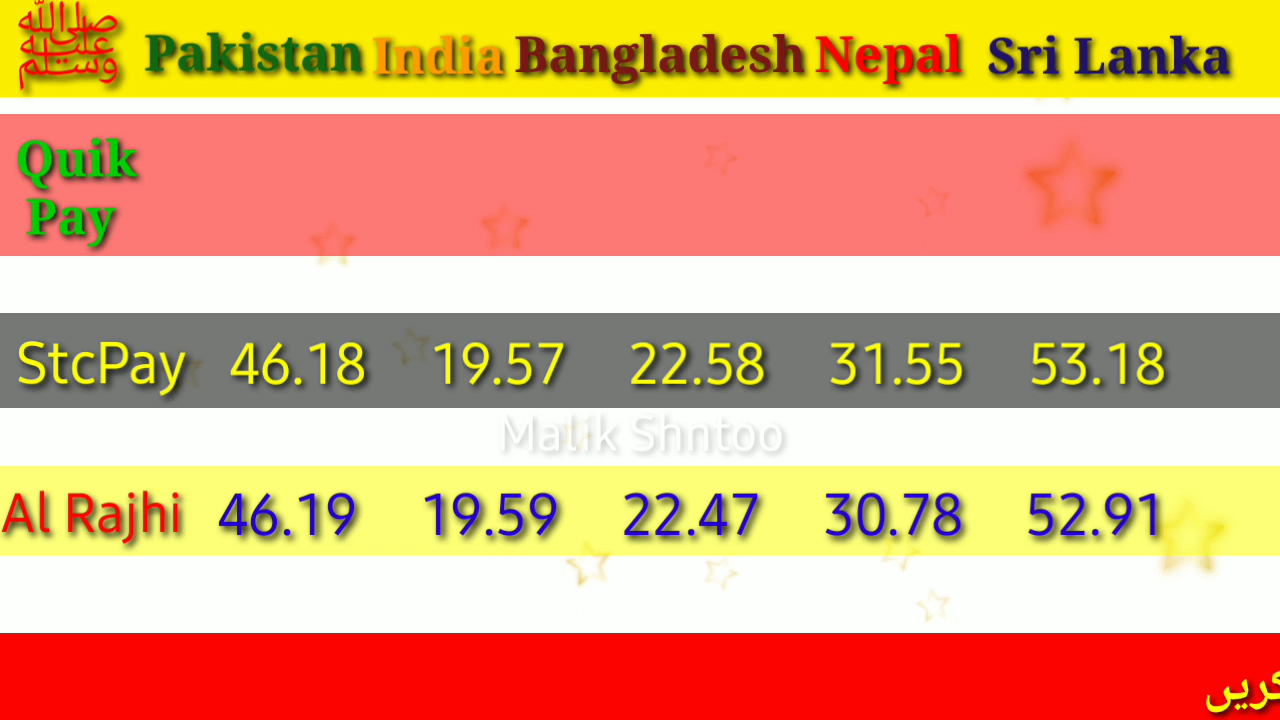 صلى الله عليه وسلم Pakistan India Bangladesh Nepal Sri Lanka
Quik
Pay
StcPay 46.18 19.57 22.58 31.55 53.18
Malik Shntoo
Al Rajhi 46.19 19.59 22.47 30.78 52.91
کریں